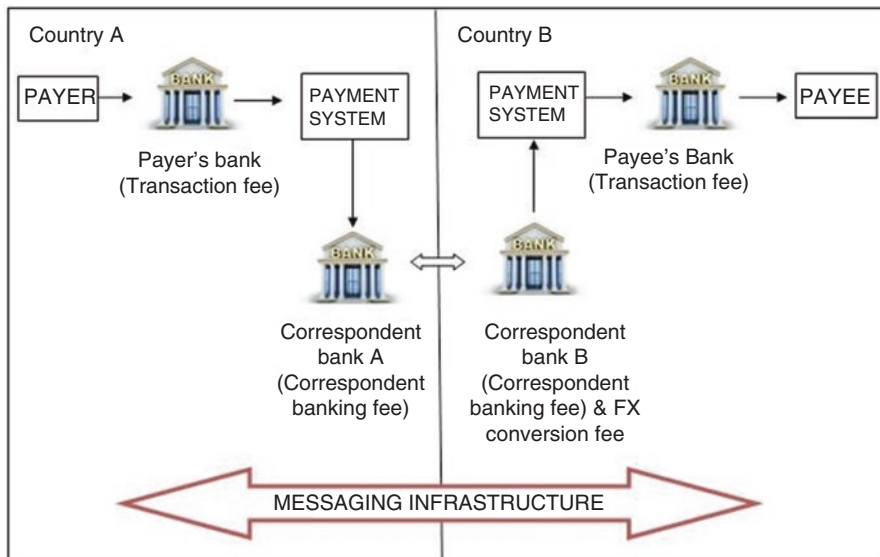 Country A
PAYER
BANK
PAYMENT
SYSTEM
Payer's bank
(Transaction fee)
BANK
Correspondent
bank A
(Correspondent
banking fee)
Country B
PAYMENT
SYSTEM
BANK
PAYEE
Payee's Bank
(Transaction fee)
BANK
Correspondent
bank B
(Correspondent
banking fee) & FX
conversion fee
MESSAGING INFRASTRUCTURE